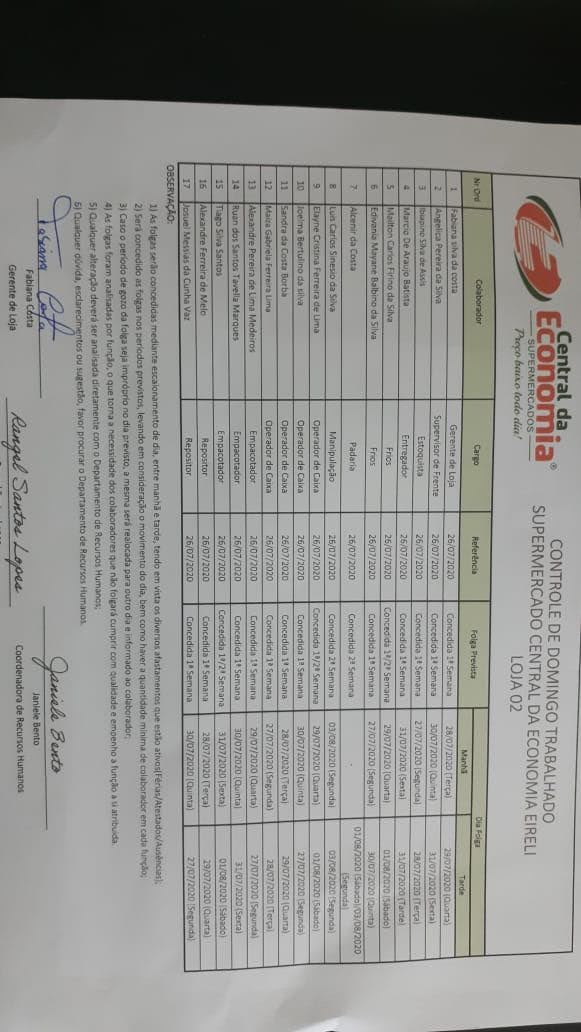 Central da
Economia®
SUPERMERCADOS
Preço baixo todo dia!
CONTROLE DE DOMINGO TRABALHADO
SUPERMERCADO CENTRAL DA ECONOMIA EIRELI
LOJA 02
Nr Ord Colaborador Cargo Referência Folga Prevista Dia Folga
Manhã Tarde
1 Fabiana silva da costa Gerente de Loja 26/07/2020 Concedida 1ª Semana 28/07/2020 (Terça) 29/07/2020 (Quarta)
2 Angelica Pereira da Silva Supervisor de Frente 26/07/2020 Concedida 1ª Semana 30/07/2020 (Quinta) 31/07/2020 (Sexta)
3 Ibiapino Silva de Assis Estoquista 26/07/2020 Concedida 1ª Semana 27/07/2020 (Segunda) 28/07/2020 (Terça)
4 Marcio De Araujo Batista Entregador 26/07/2020 Concedida 1ª Semana 31/07/2020 (Sexta) 31/07/2020 (Tarde)
5 Mailton Carlos Firino da Silva Frios 26/07/2020 Concedida 1ª/2ª Semana 29/07/2020 (Quarta) 01/08/2020 (Sábado)
6 Edivania Mayane Balbino da Silva Frios 26/07/2020 Concedida 1ª Semana 27/07/2020 (Segunda) 30/07/2020 (Quinta)
7 Alcenir da Costa Padaria 26/07/2020 Concedida 2ª Semana - 01/08/2020 (Sábado)/03/08/2020
(Segunda)
8 Luis Carlos Sinesio da Silva Manipulação 26/07/2020 Concedida 2ª Semana 03/08/2020 (Segunda) 03/08/2020 (Segunda)
9 Elayne Cristina Ferreira de Lima Operador de Caixa 26/07/2020 Concedida 1ª/2ª Semana 29/07/2020 (Quarta) 01/08/2020 (Sábado)
10 Joelma Bertulino da silva Operador de Caixa 26/07/2020 Concedida 1ª Semana 30/07/2020 (Quinta) 27/07/2020 (Segunda)
11 Sandra da Costa Borba Operador de Caixa 26/07/2020 Concedida 1ª Semana 28/07/2020 (Terça) 29/07/2020 (Quarta)
12 Maiza Gabriela Ferreira Lima Operador de Caixa 26/07/2020 Concedida 1ª Semana 27/07/2020 (Segunda) 28/07/2020 (Terça)
13 Alexandre Pereira de Lima Medeiros Empacotador 26/07/2020 Concedida 1ª Semana 29/07/2020 (Quarta) 27/07/2020 (Segunda)
14 Ruan dos Santos Tavella Marques Empacotador 26/07/2020 Concedida 1ª Semana 30/07/2020 (Quinta) 31/07/2020 (Sexta)
15 Tiago Silva Santos Empacotador 26/07/2020 Concedida 1ª/2ª Semana 31/07/2020 (Sexta) 01/08/2020 (Sábado)
16 Alexandre Ferreira de Melo Repositor 26/07/2020 Concedida 1ª Semana 28/07/2020 (Terça) 29/07/2020 (Quarta)
17 Josuel Messias da Cunha Vaz Repositor 26/07/2020 Concedida 1ª Semana 30/07/2020 (Quinta) 27/07/2020 (Segunda)
OBSERVAÇÃO:
1) As folgas serão concedidas mediante escalonamento de dia, entre manhã e tarde, tendo em vista os diversos afastamentos que estão ativos(Férias/Atestados/Ausências);
2) Será concedido as folgas nos períodos previstos, levando em consideração o movimento do dia, bem como haver a quantidade mínima de colaborador em cada função;
3) Caso o período de gozo da folga seja impróprio no dia previsto, a mesma será realocada para outro dia e informado ao colaborador;
4) As folgas foram analisadas por função, o que torna a necessidade dos colaboradores que não folgará cumprir com qualidade e empenho a função a si atribuida.
5) Qualquer alteração deverá ser analisada diretamente com o Departamento de Recursos Humanos;
6) Qualquer dúvida, esclarecimentos ou sugestão, favor procurar o Departamento de Recursos Humanos.
Fabiana Costa
Janiele Bento
Fabiana Costa
Janiele Bento
Gerente de Loja
Coordenadora de Recursos Humanos
Rangel Santos Lopes